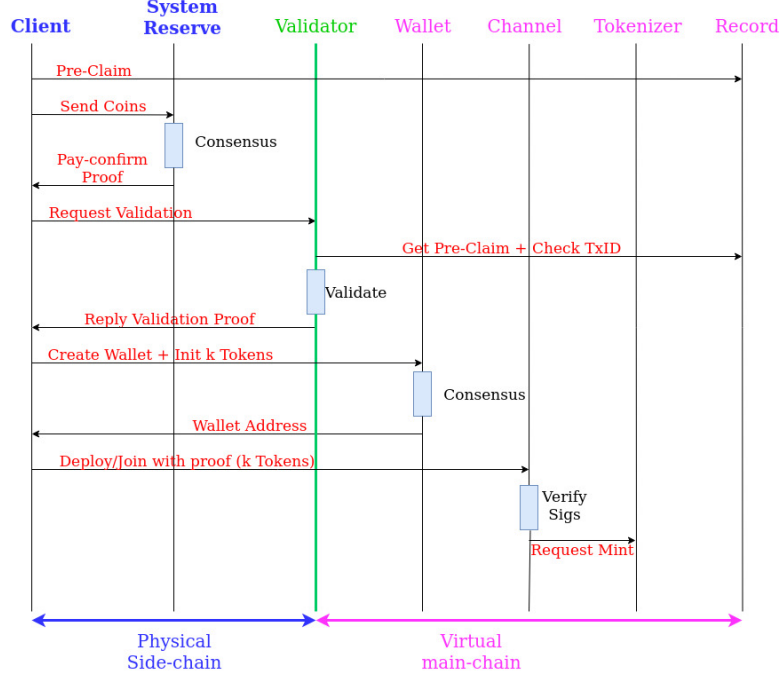 Client
System
Reserve
Validator
Wallet
Channel
Tokenizer
Record
Pre-Claim
Send Coins
Consensus
Pay-confirm
Proof
Request Validation
Get Pre-Claim + Check TxID
Validate
Reply Validation Proof
Create Wallet + Init k Tokens
Consensus
Wallet Address
Deploy/Join with proof (k Tokens)
Verify
Sigs
Request Mint
Physical
Side-chain
Virtual
main-chain